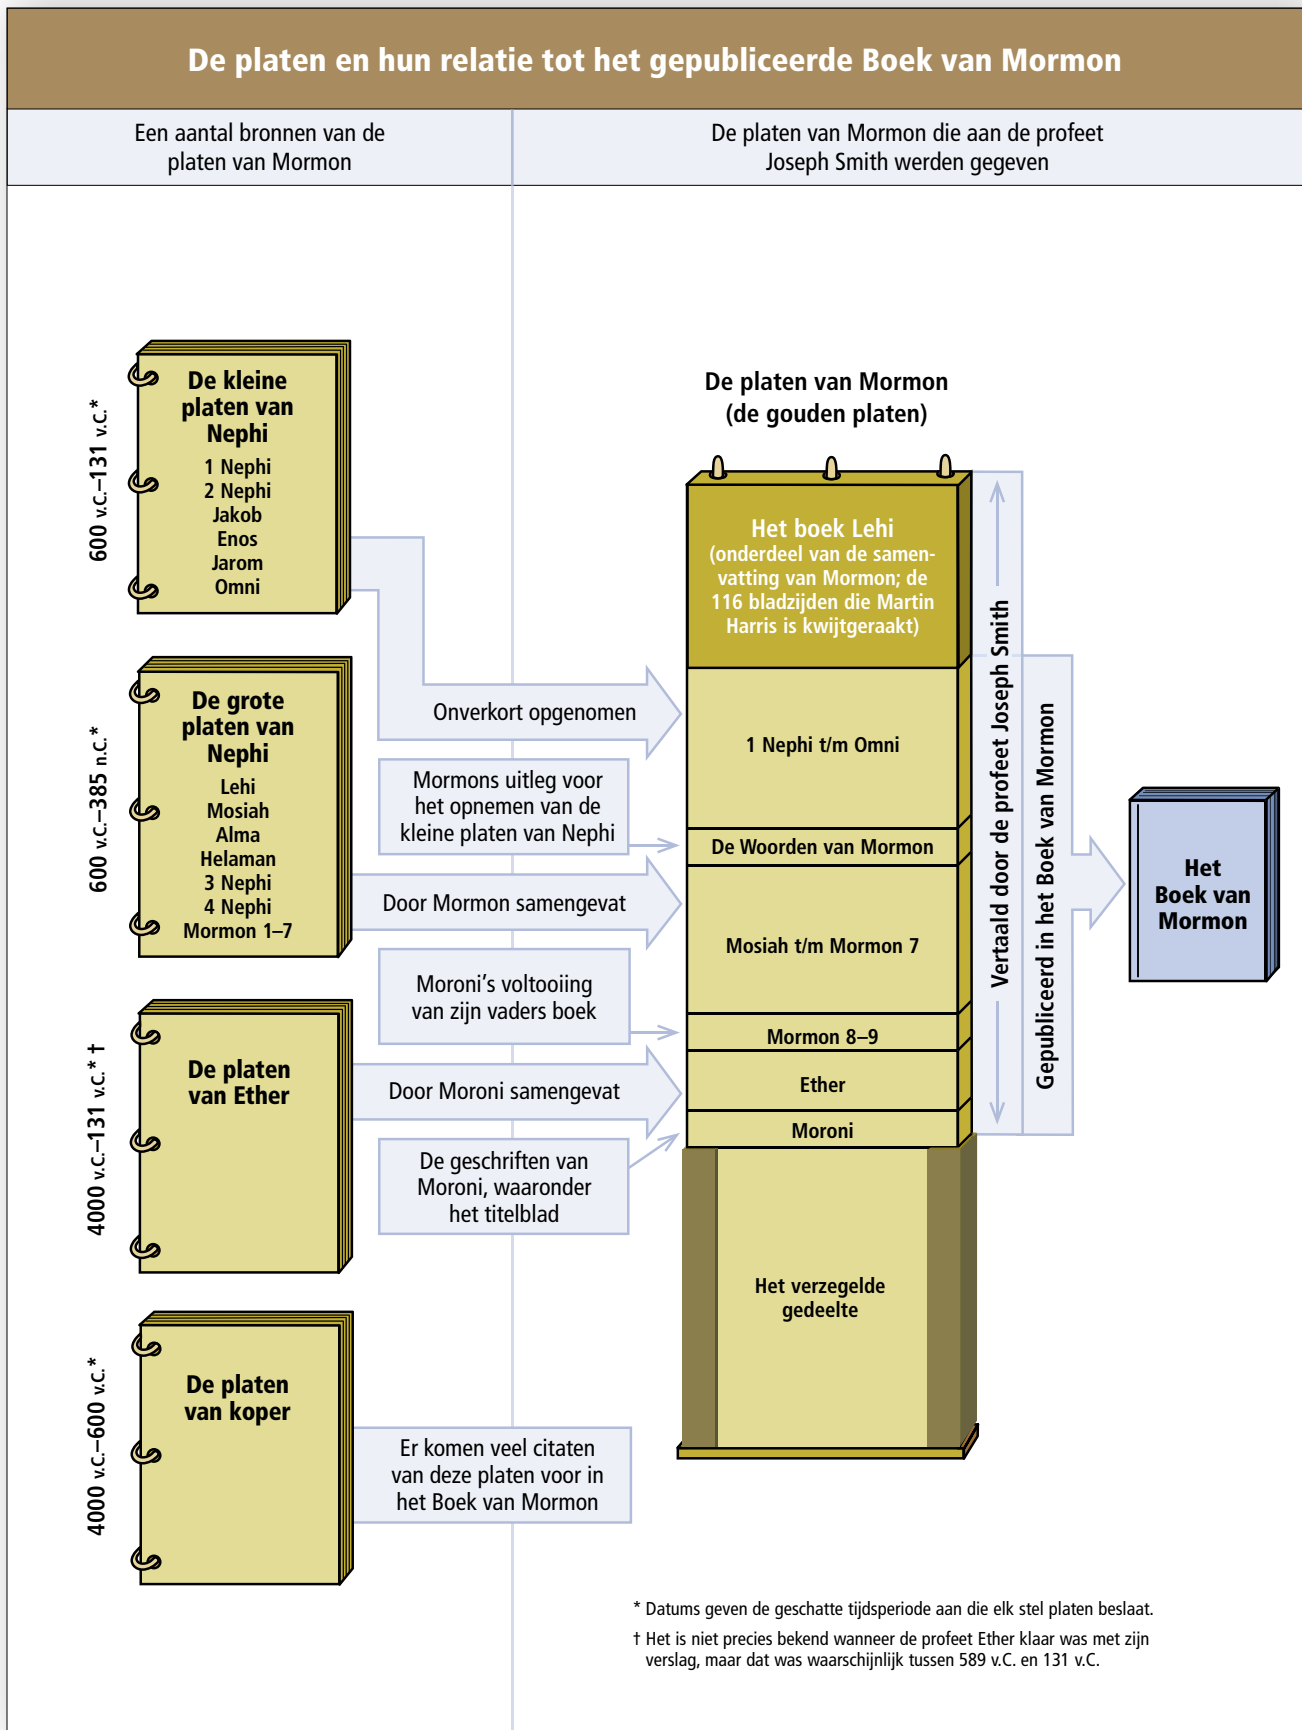 De platen en hun relatie tot het gepubliceerde Boek van Mormon
Een aantal bronnen van de
platen van Mormon
De platen van Mormon die aan de profeet
Joseph Smith werden gegeven
600 v.C.–131 v.C.*
De kleine
platen van
Nephi
1 Nephi
2 Nephi
Jakob
Enos
Jarom
Omni
600 v.C.–385 n.C.*
De grote
platen van
Nephi
Lehi
Mosiah
Alma
Helaman
3 Nephi
4 Nephi
Mormon 1–7
4000 v.C.–131 v.C.* †
De platen
van Ether
4000 v.C.–600 v.C.*
De platen
van koper
Onverkort opgenomen
Mormons uitleg voor
het opnemen van de
kleine platen van Nephi
Door Mormon samengevat
Moroni’s voltooiing
van zijn vaders boek
Door Moroni samengevat
De geschriften van
Moroni, waaronder
het titelblad
Er komen veel citaten
van deze platen voor in
het Boek van Mormon
De platen van Mormon
(de gouden platen)
Het boek Lehi
(onderdeel van de samen-
vatting van Mormon; de
116 bladzijden die Martin
Harris is kwijtgeraakt)
1 Nephi t/m Omni
De Woorden van Mormon
Mosiah t/m Mormon 7
Mormon 8–9
Ether
Moroni
Het verzegelde
gedeelte
Vertaald door de profeet Joseph Smith
Gepubliceerd in het Boek van Mormon
Het
Boek van
Mormon
* Datums geven de geschatte tijdsperiode aan die elk stel platen beslaat.
† Het is niet precies bekend wanneer de profeet Ether klaar was met zijn
verslag, maar dat was waarschijnlijk tussen 589 v.C. en 131 v.C.